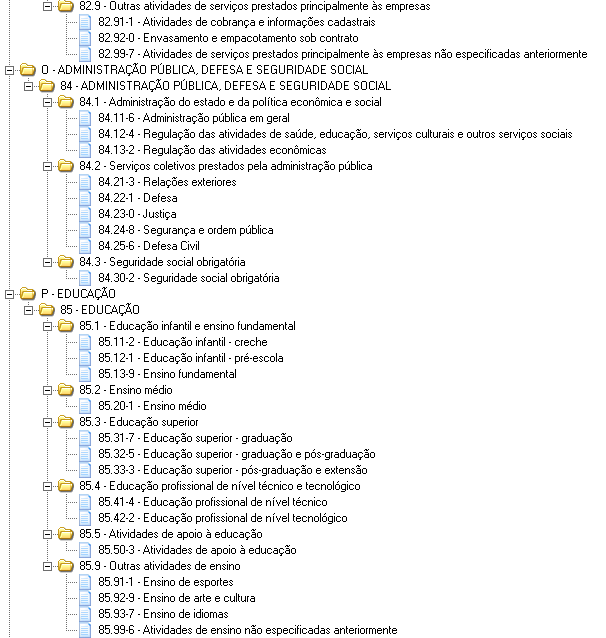 82.9 - Outras atividades de serviços prestados principalmente às empresas
82.91-1 - Atividades de cobrança e informações cadastrais
82.92-0 - Envasamento e empacotamento sob contrato
82.99-7 - Atividades de serviços prestados principalmente às empresas não especificadas anteriormente
O - ADMINISTRAÇÃO PÚBLICA, DEFESA E SEGURIDADE SOCIAL
84 - ADMINISTRAÇÃO PÚBLICA, DEFESA E SEGURIDADE SOCIAL
84.1 - Administração do estado e da política econômica e social
84.11-6 - Administração pública em geral
84.12-4 - Regulação das atividades de saúde, educação, serviços culturais e outros serviços sociais
84.13-2 - Regulação das atividades econômicas
84.2 - Serviços coletivos prestados pela administração pública
84.21-3 - Relações exteriores
84.22-1 - Defesa
84.23-0 - Justiça
84.24-8 - Segurança e ordem pública
84.25-6 - Defesa Civil
84.3 - Seguridade social obrigatória
84.30-2 - Seguridade social obrigatória
P - EDUCAÇÃO
85 - EDUCAÇÃO
85.1 - Educação infantil e ensino fundamental
85.11-2 - Educação infantil - creche
85.12-1 - Educação infantil - pré-escola
85.13-9 - Ensino fundamental
85.2 - Ensino médio
85.20-1 - Ensino médio
85.3 - Educação superior
85.31-7 - Educação superior - graduação
85.32-5 - Educação superior - graduação e pós-graduação
85.33-3 - Educação superior - pós-graduação e extensão
85.4 - Educação profissional de nível técnico e tecnológico
85.41-4 - Educação profissional de nível técnico
85.42-2 - Educação profissional de nível tecnológico
85.5 - Atividades de apoio à educação
85.50-3 - Atividades de apoio à educação
85.9 - Outras atividades de ensino
85.91-1 - Ensino de esportes
85.92-9 - Ensino de arte e cultura
85.93-7 - Ensino de idiomas
85.99-6 - Atividades de ensino não especificadas anteriormente